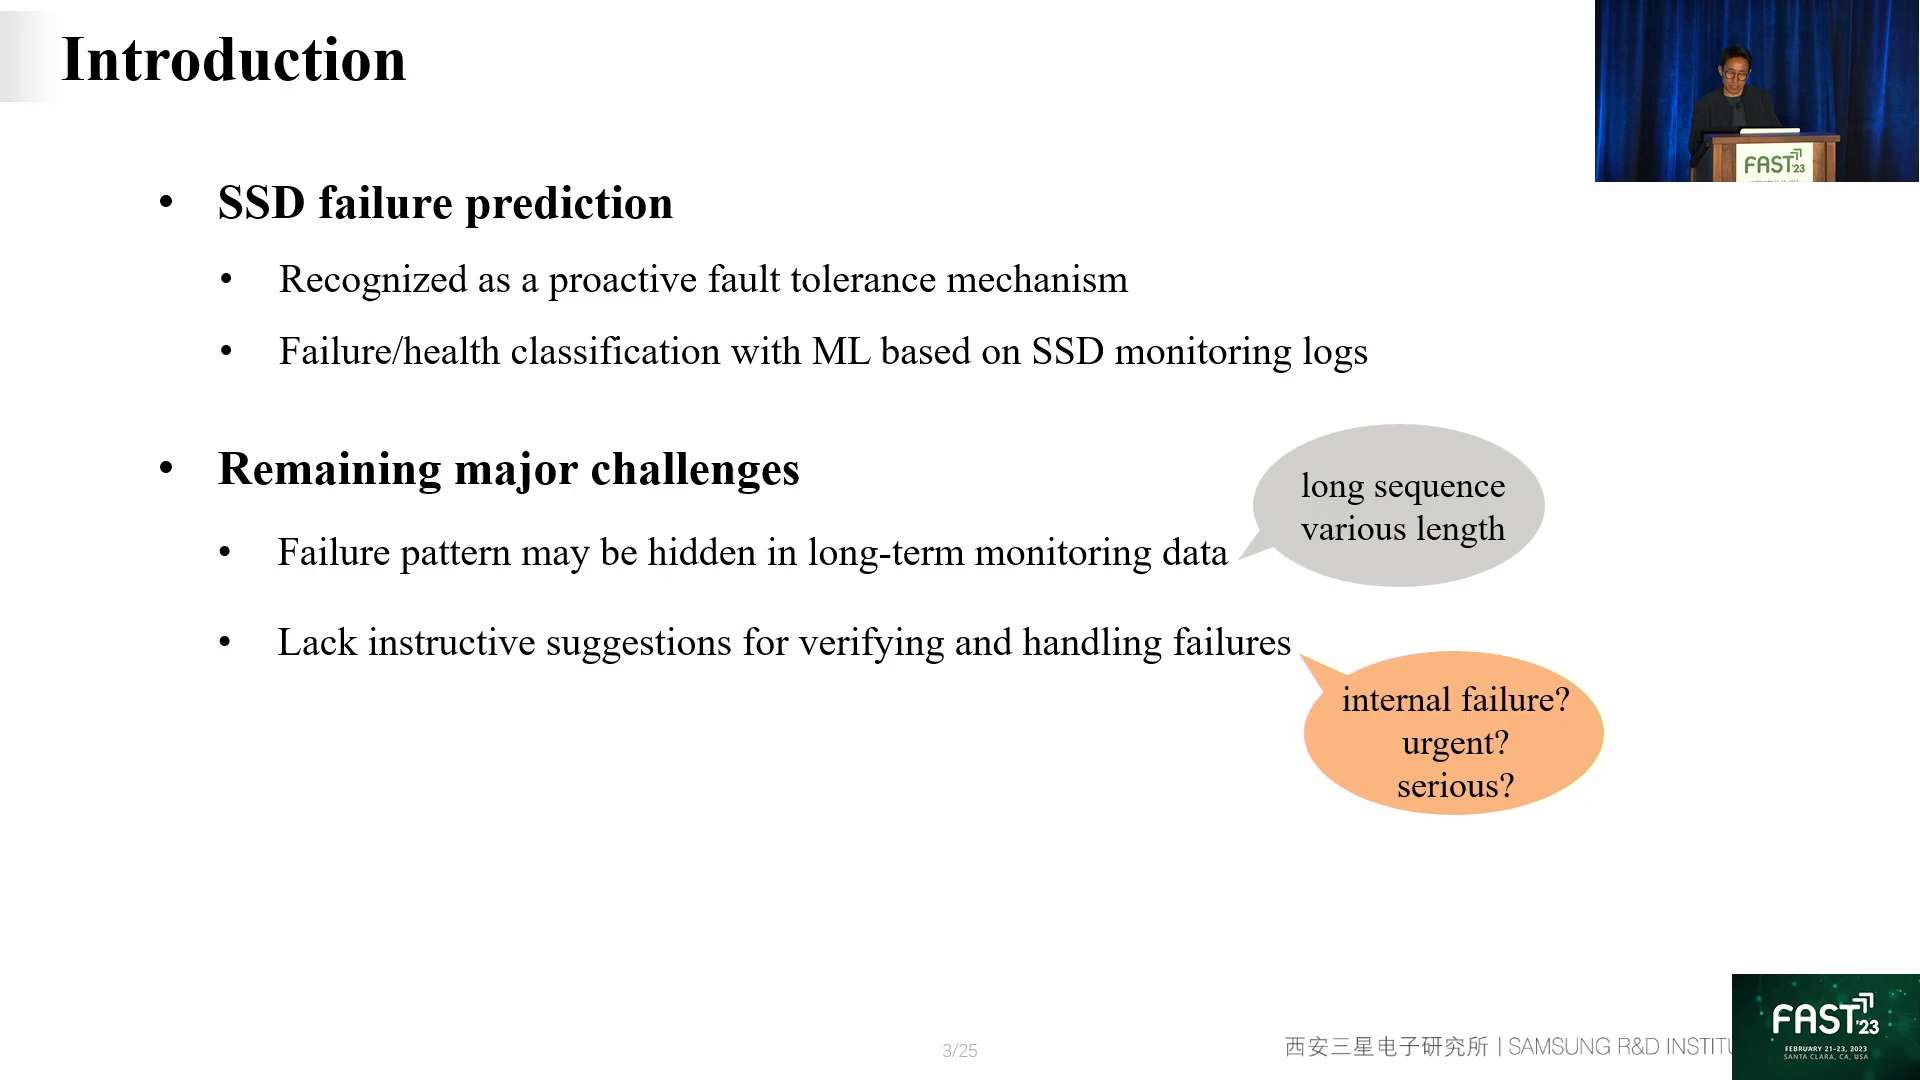 Introduction
FAST'23
• SSD failure prediction
• Recognized as a proactive fault tolerance mechanism
• Failure/health classification with ML based on SSD monitoring logs
• Remaining major challenges
long sequence
various length
• Failure pattern may be hidden in long-term monitoring data
• Lack instructive suggestions for verifying and handling failures
internal failure?
urgent?
serious?
3/25
西安三星电子研究所 | SAMSUNG R&D INSTITU
FAST'23
FEBRUARY 21–23, 2023
SANTA CLARA, CA, USA